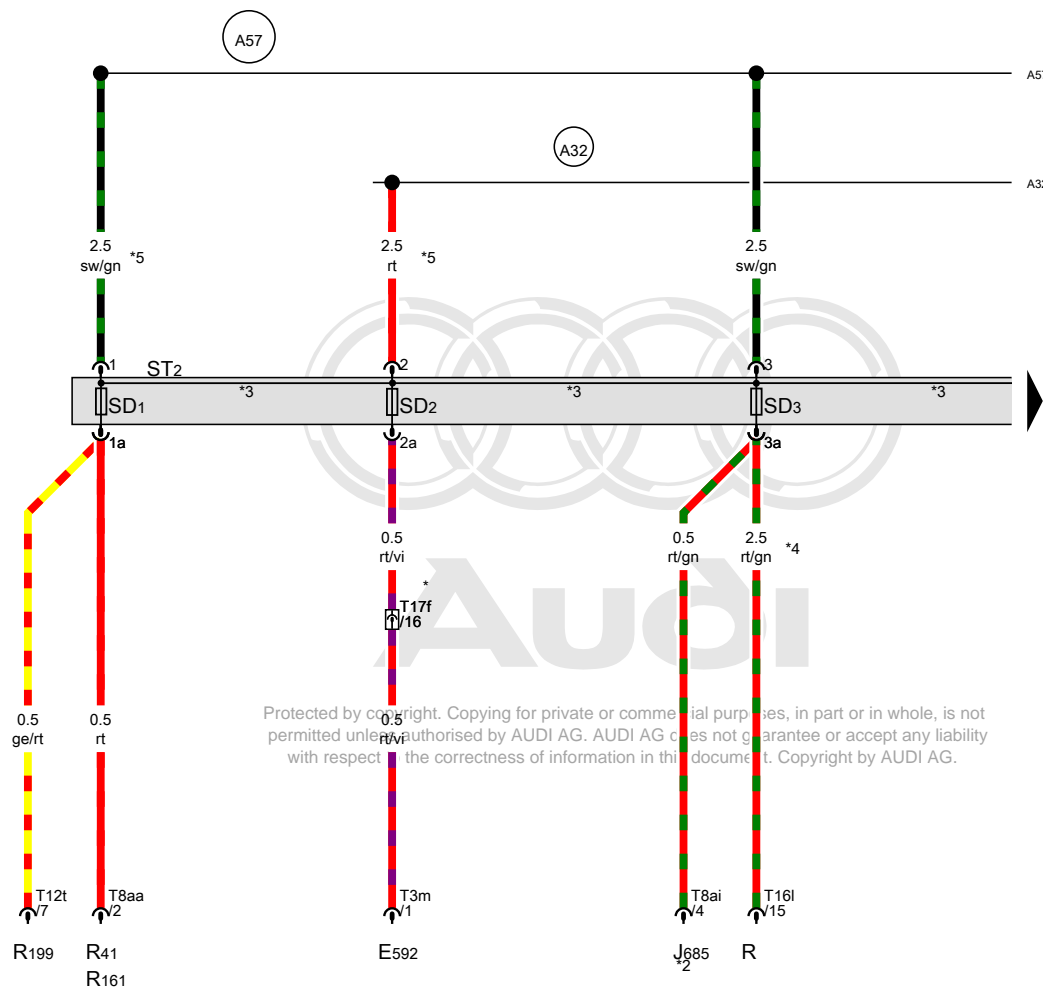 A57
A57
A32
A32
2.5
sw/gn
*5
2.5
rt
*5
2.5
sw/gn
1
ST2
2
3
*3
*3
*3
SD1
SD2
SD3
1a
2a
3a
0.5
rt/vi
0.5
rt/gn
2.5
rt/gn
*4
*
T17f
/16
Audi
0.5
ge/rt
0.5
rt
0.5
rt/vi
Protected by copyright. Copying for private or commercial purposes, in part or in whole, is not
permitted unless authorised by AUDI AG. AUDI AG does not guarantee or accept any liability
with respect to the correctness of information in this document. Copyright by AUDI AG.
T12t
/7
T8aa
/2
T3m
/1
T8ai
/4
T16l
/15
R199
R41
R161
E592
J685
*2
R